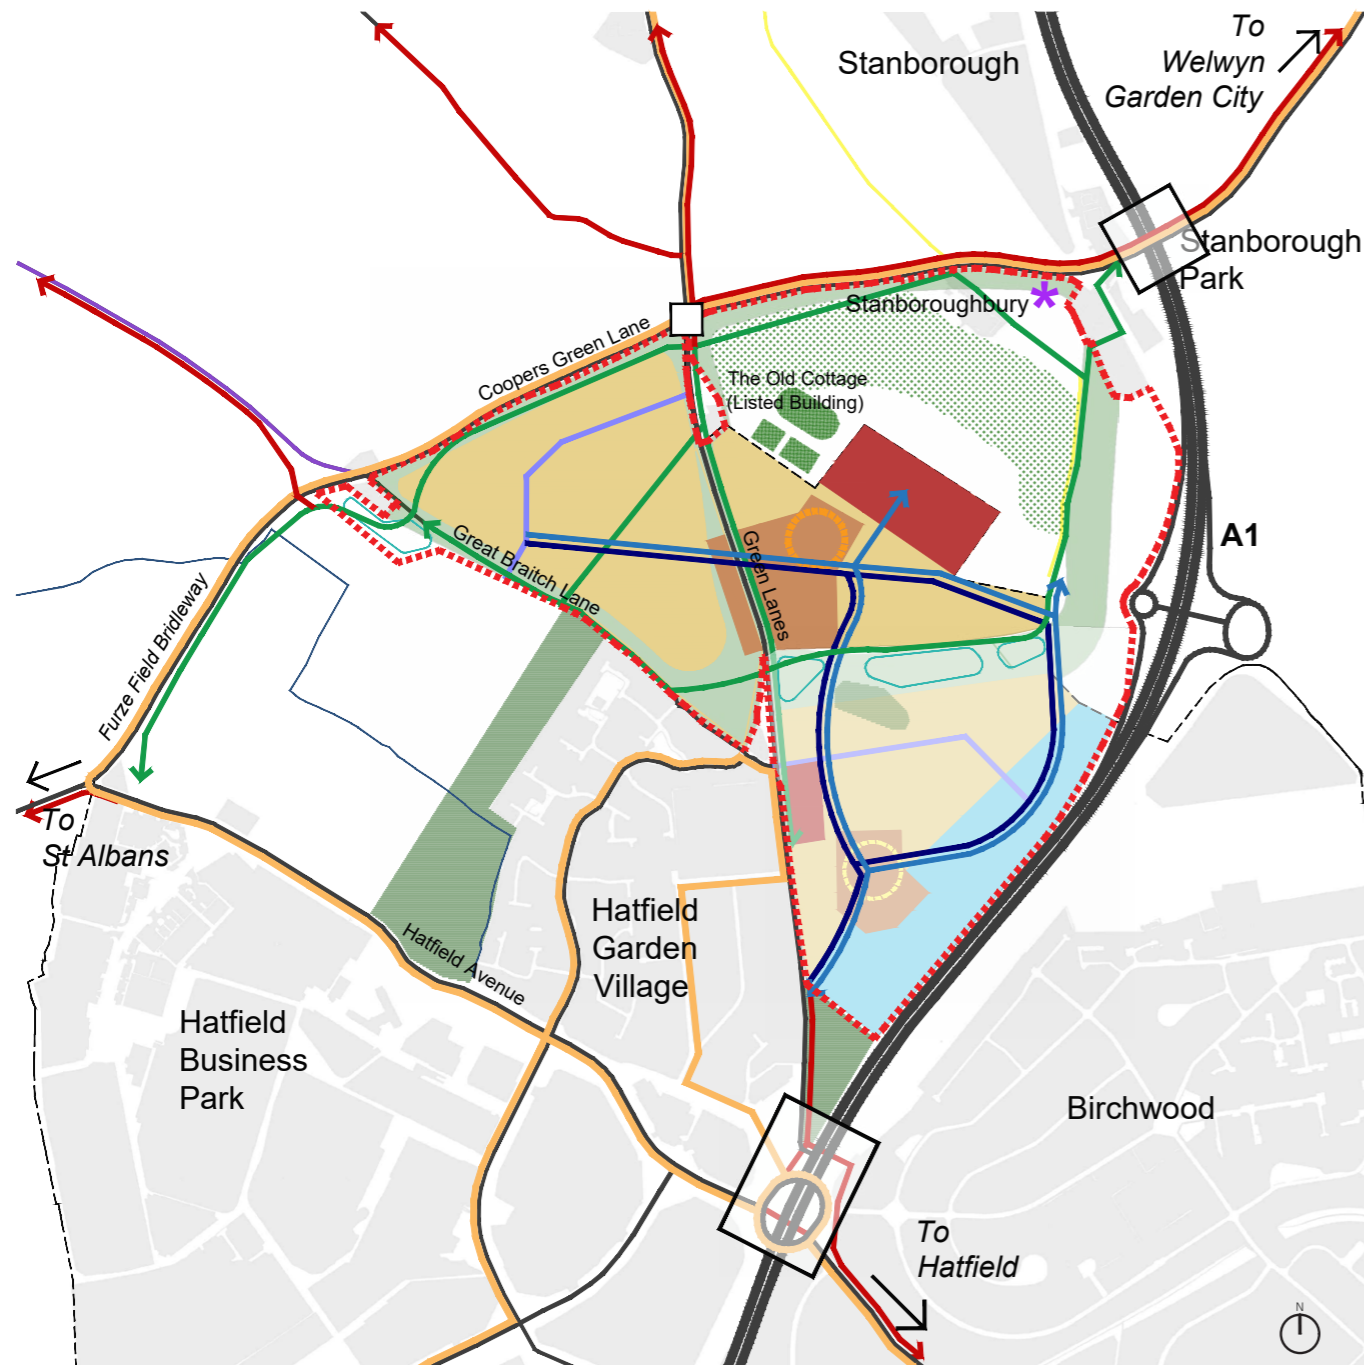 To
Welwyn
Garden City
Stanborough
Stanborough
Park
Stanboroughbury
Coopers Green Lane
The Old Cottage
(Listed Building)
A1
Great Braitch Lane
Green Lanes
Furze Field Bridleway
To
St Albans
Hatfield
Garden
Village
Hatfield Avenue
Hatfield
Business
Park
Birchwood
To
Hatfield
N